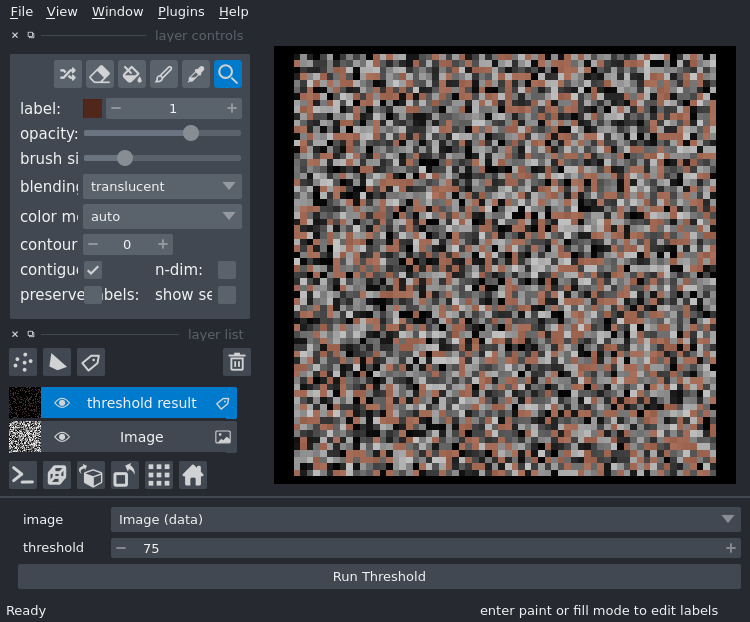 File View Window Plugins Help
layer controls
label: 1
opacity:
brush si
blending translucent
color m auto
contour 0
contigu n-dim:
preserve abels: show se
layer list
threshold result
Image
image Image (data)
threshold 75
Run Threshold
Ready enter paint or fill mode to edit labels